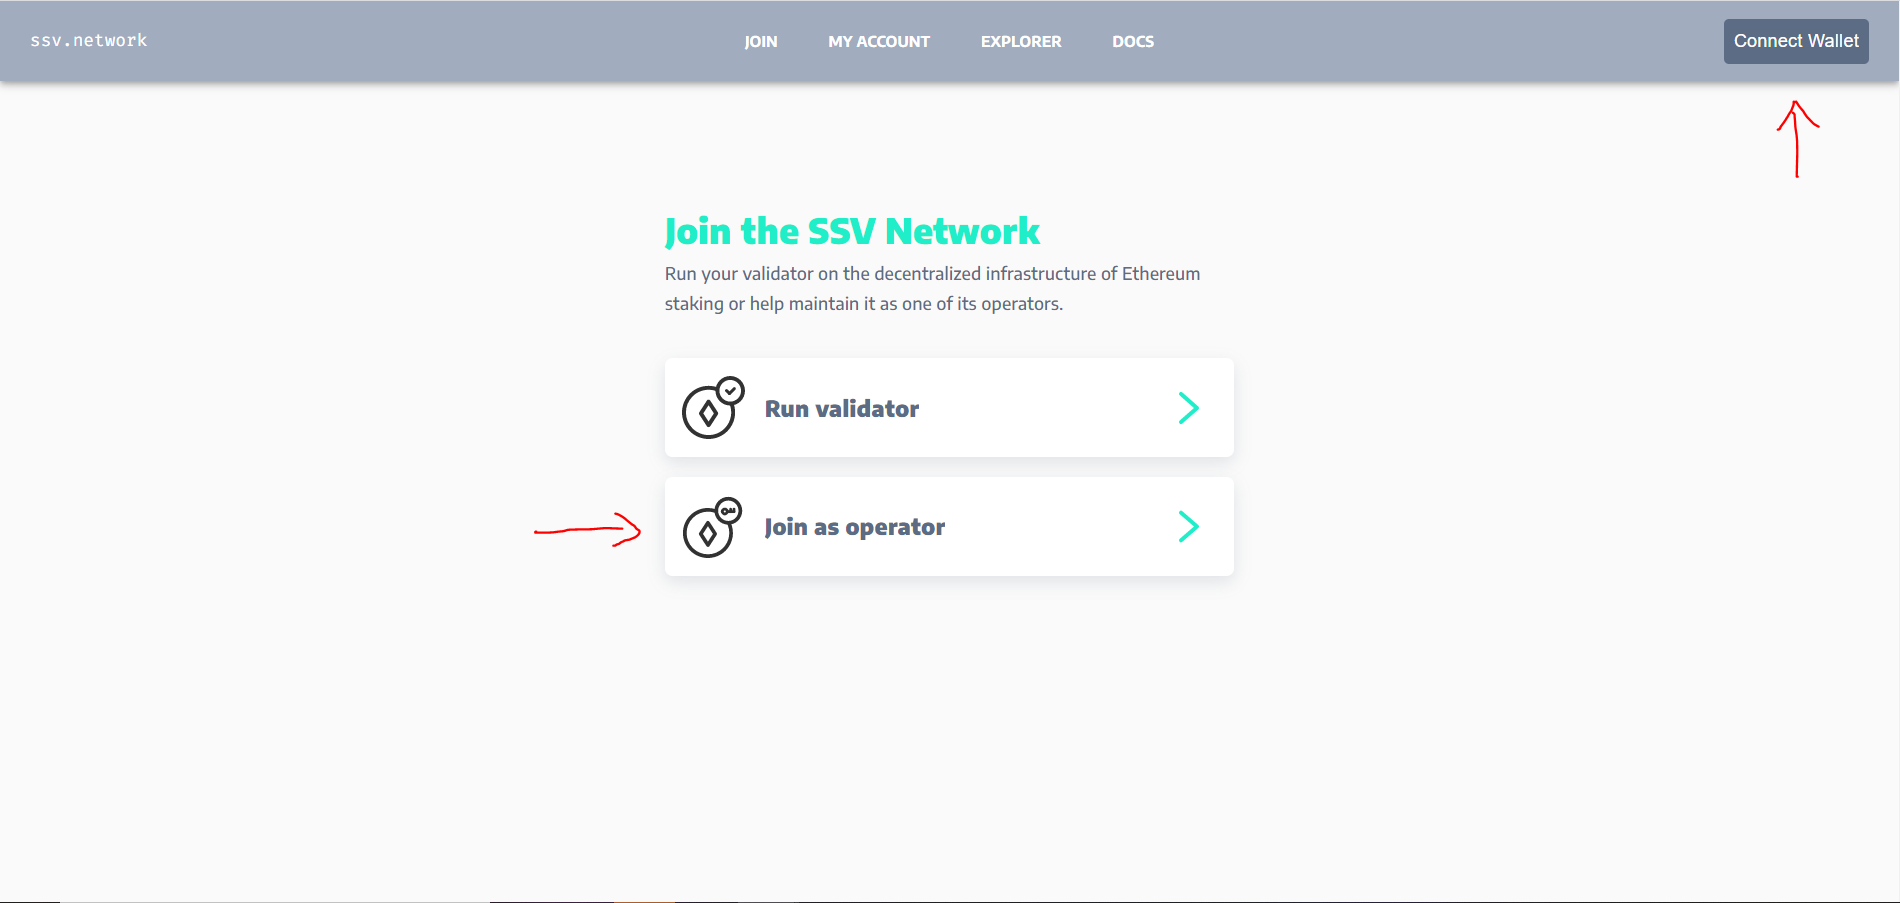 ssv.network
JOIN
MY ACCOUNT
EXPLORER
DOCS
Connect Wallet
Join the SSV Network
Run your validator on the decentralized infrastructure of Ethereum
staking or help maintain it as one of its operators.
Run validator
Join as operator